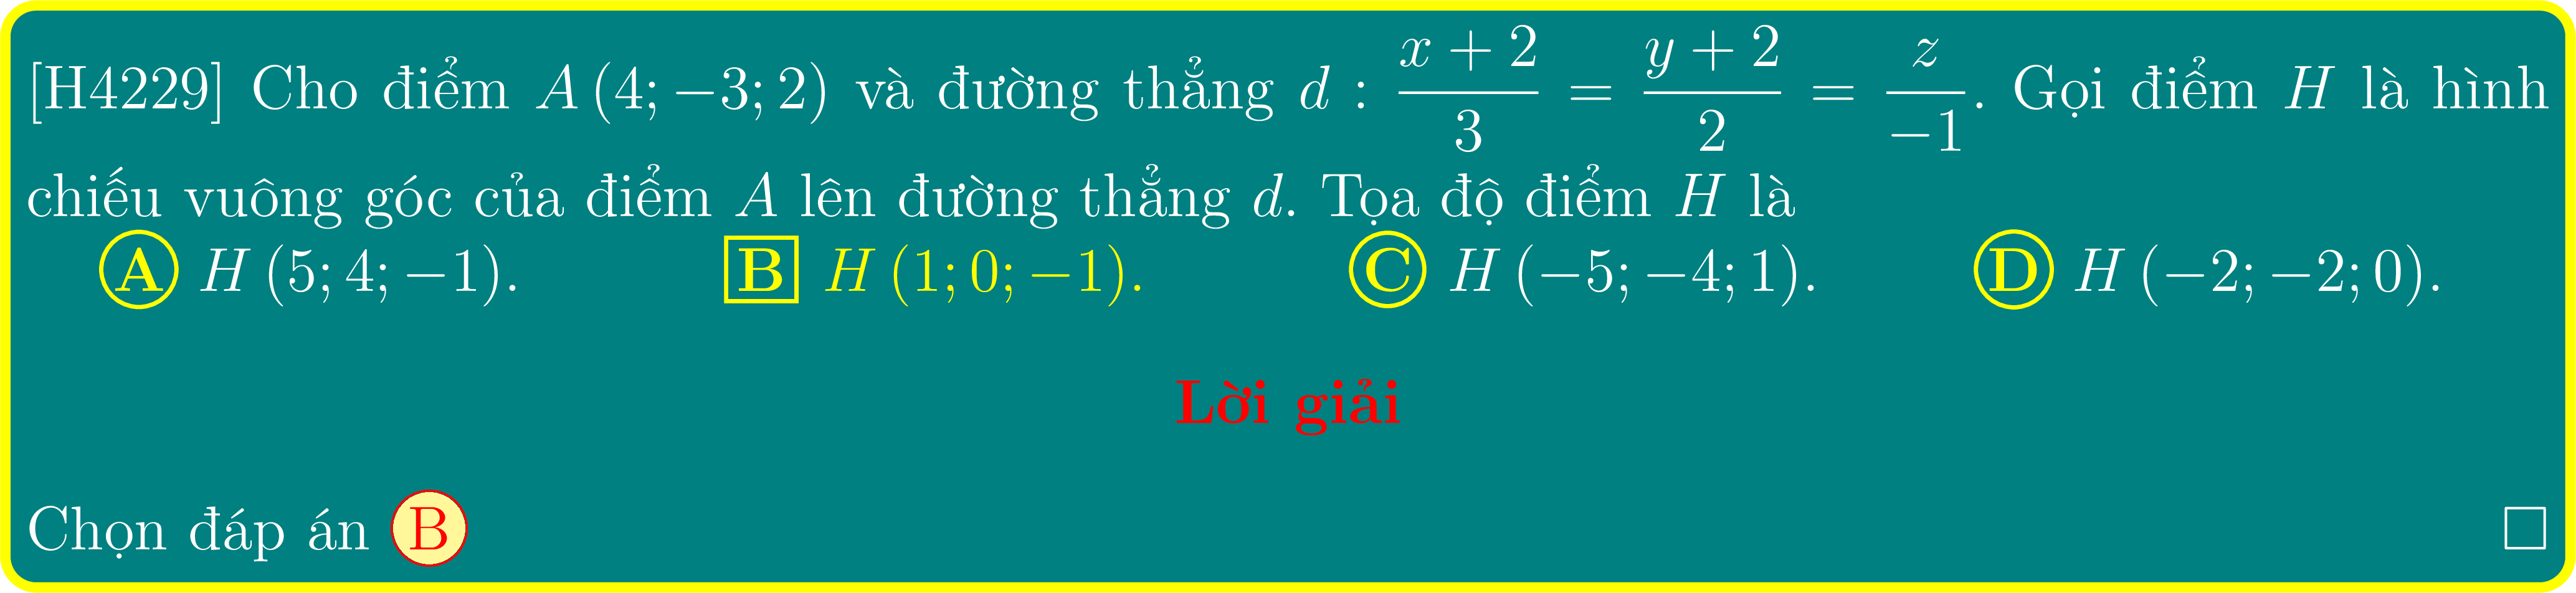 [H4229] Cho điểm A (4; −3; 2) và đường thẳng d : \frac{x + 2}{3} = \frac{y + 2}{2} = \frac{z}{−1}. Gọi điểm H là hình
chiếu vuông góc của điểm A lên đường thẳng d. Tọa độ điểm H là
A H (5; 4; −1). B H (1; 0; −1). C H (−5; −4; 1). D H (−2; −2; 0).
Lời giải
Chọn đáp án B □